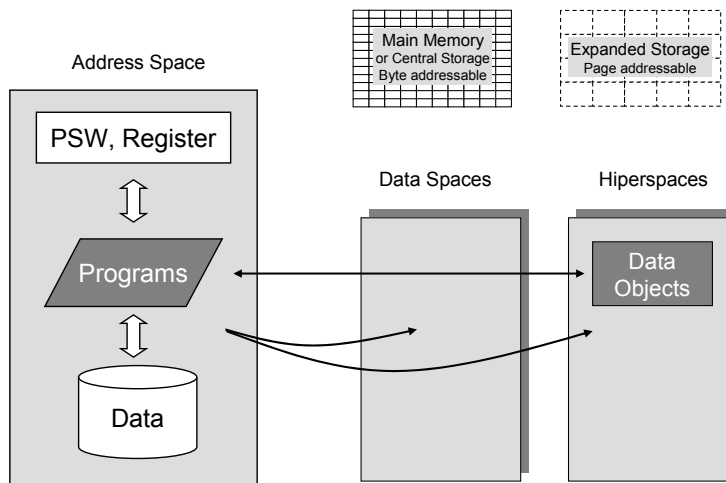 Main Memory
or Central Storage
Byte addressable
Expanded Storage
Page addressable
Address Space
PSW, Register
Data Spaces
Hiperspaces
Programs
Data
Objects
Data